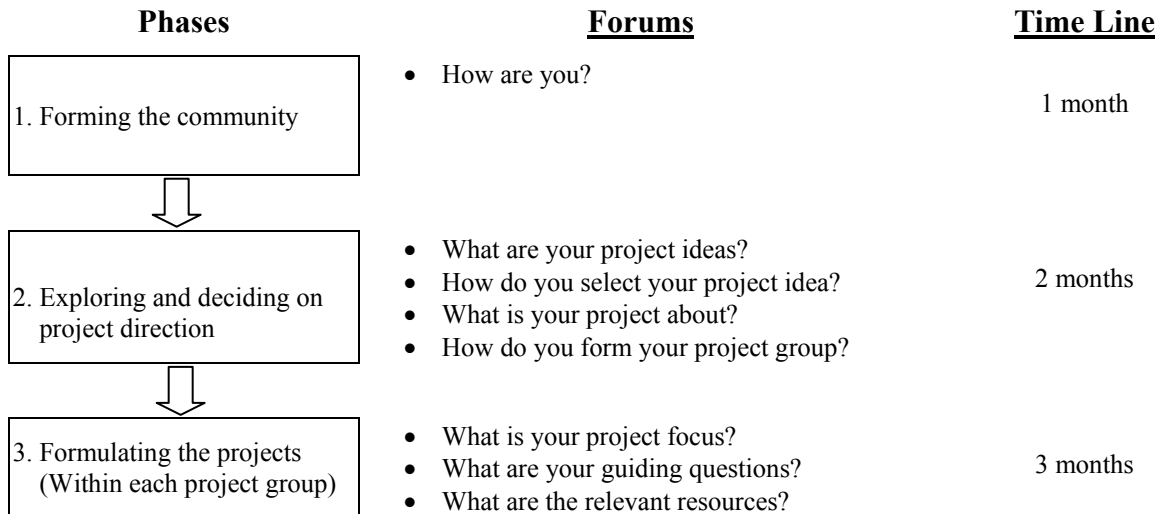 Phases Forums Time Line
1. Forming the community
• How are you?
1 month
2. Exploring and deciding on
project direction
• What are your project ideas?
• How do you select your project idea?
• What is your project about?
• How do you form your project group?
2 months
3. Formulating the projects
(Within each project group)
• What is your project focus?
• What are your guiding questions?
• What are the relevant resources?
3 months